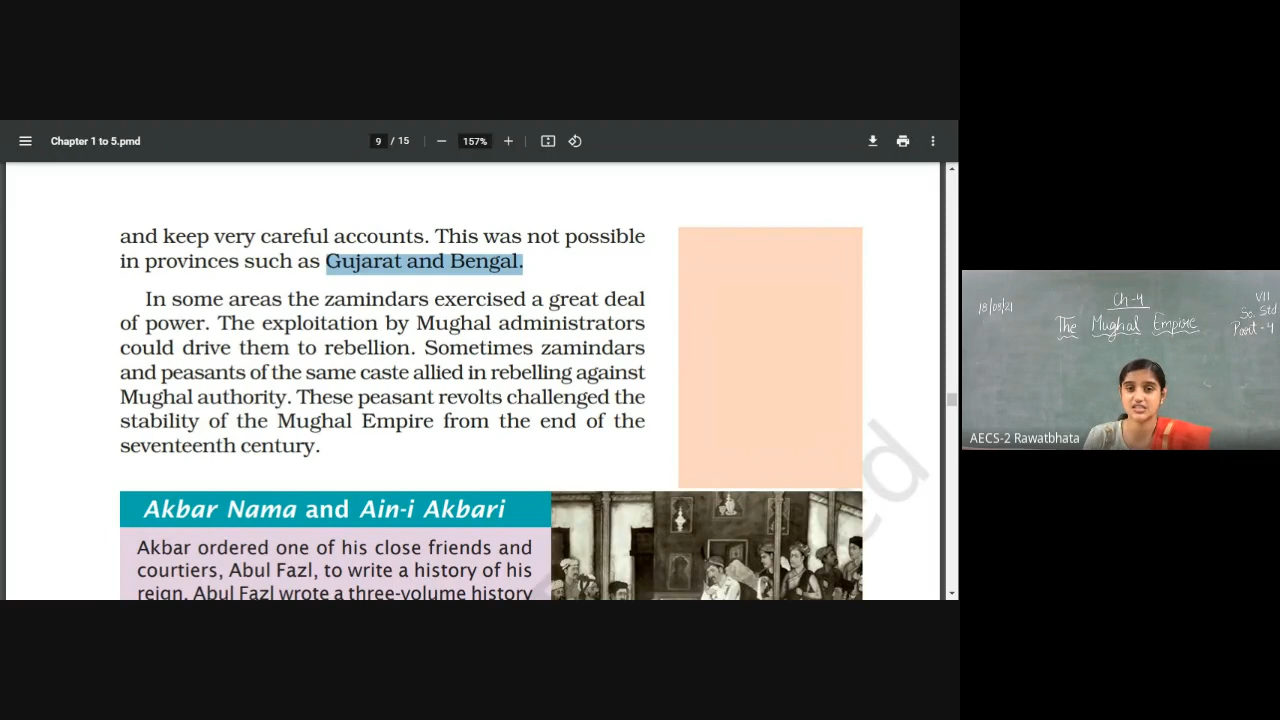 Chapter 1 to 5.pmd
9 / 15
157%
and keep very careful accounts. This was not possible
in provinces such as Gujarat and Bengal.
In some areas the zamindars exercised a great deal
of power. The exploitation by Mughal administrators
could drive them to rebellion. Sometimes zamindars
and peasants of the same caste allied in rebelling against
Mughal authority. These peasant revolts challenged the
stability of the Mughal Empire from the end of the
seventeenth century.
Akbar Nama and Ain-i Akbari
Akbar ordered one of his close friends and
courtiers, Abul Fazl, to write a history of his
reign. Abul Fazl wrote a three-volume history
ed
18/08/21
Ch-4
The Mughal Empire
VII
Sc. Std
Part - 4
AECS-2 Rawatbhata